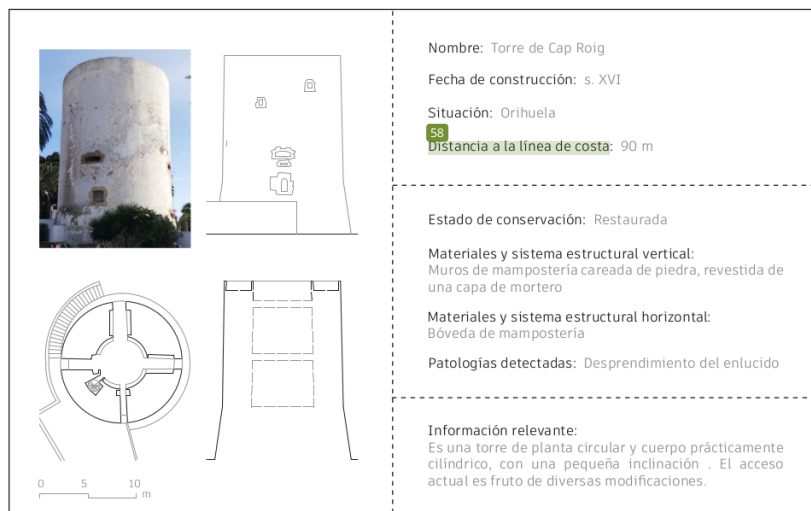 Nombre: Torre de Cap Roig
Fecha de construcción: s. XVI
Situación: Orihuela
58
Distancia a la línea de costa: 90 m
Estado de conservación: Restaurada
Materiales y sistema estructural vertical:
Muros de mampostería careada de piedra, revestida de
una capa de mortero
Materiales y sistema estructural horizontal:
Bóveda de mampostería
Patologías detectadas: Desprendimiento del enlucido
Información relevante:
Es una torre de planta circular y cuerpo prácticamente
cilíndrico, con una pequeña inclinación . El acceso
actual es fruto de diversas modificaciones.
0 5 10
m